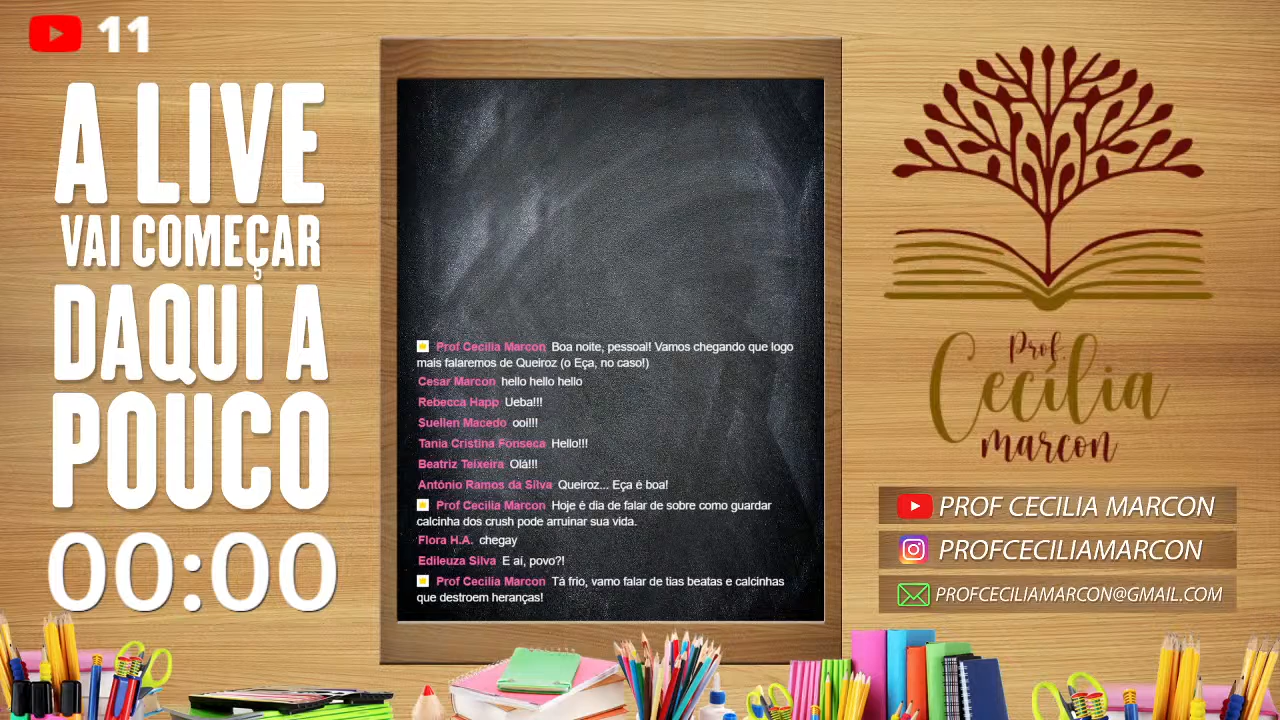 11
A LIVE
VAI COMEÇAR
DAQUI A
POUCO
00:00
Prof Cecilia Marcon Boa noite, pessoal! Vamos chegando que logo
mais falaremos de Queiroz (o Eça, no caso!)
Cesar Marcon hello hello hello
Rebecca Happ Ueba!!!
Suellen Macedo ooi!!!
Tania Cristina Fonseca Hello!!!
Beatriz Teixeira Olá!!!
António Ramos da Silva Queiroz... Eça é boa!
Prof Cecilia Marcon Hoje é dia de falar de sobre como guardar
calcinha dos crush pode arruinar sua vida.
Flora H.A. chegay
Edileuza Silva E aí, povo?!
Prof Cecilia Marcon Tá frio, vamo falar de tias beatas e calcinhas
que destroem heranças!
Prof.
Cecília
marcon
PROF CECILIA MARCON
PROFCECILIAMARCON
PROFCECILIAMARCON@GMAIL.COM